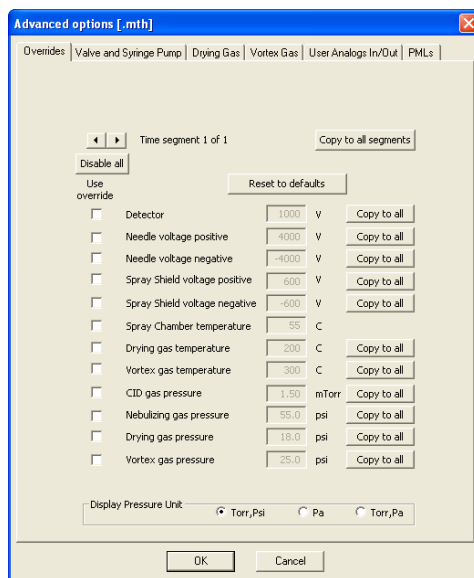 Advanced options [.mth]
Overrides Valve and Syringe Pump Drying Gas Vortex Gas User Analogs In/Out PMLs
Time segment 1 of 1 Copy to all segments
Disable all
Use override Reset to defaults
Detector 1000 V Copy to all
Needle voltage positive 4000 V Copy to all
Needle voltage negative -4000 V Copy to all
Spray Shield voltage positive 600 V Copy to all
Spray Shield voltage negative -600 V Copy to all
Spray Chamber temperature 55 C
Drying gas temperature 200 C Copy to all
Vortex gas temperature 300 C Copy to all
CID gas pressure 1.50 mTorr Copy to all
Nebulizing gas pressure 55.0 psi Copy to all
Drying gas pressure 18.0 psi Copy to all
Vortex gas pressure 25.0 psi Copy to all
Display Pressure Unit
Torr,Psi Pa Torr,Pa
OK Cancel